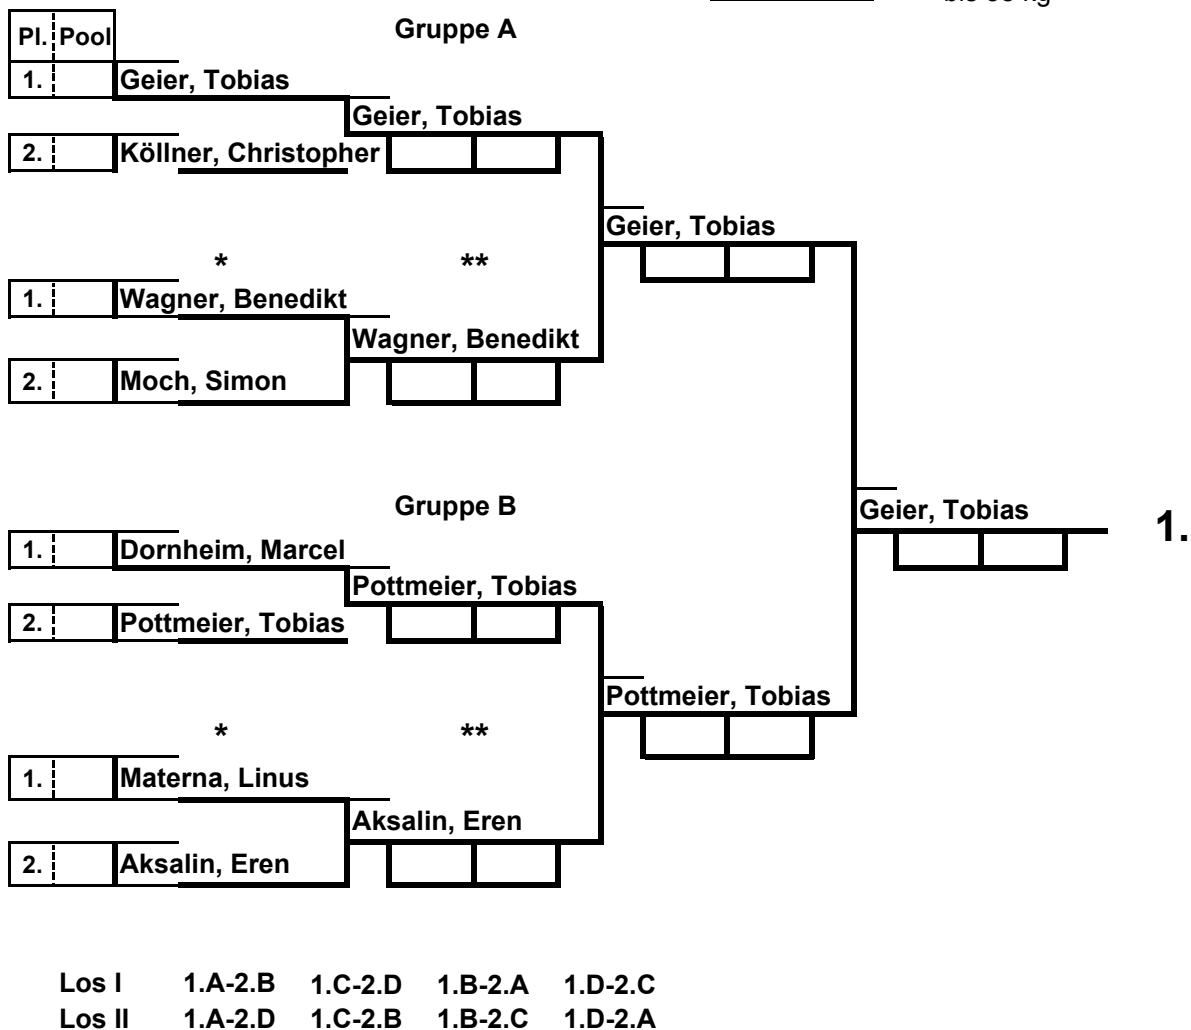 Pl. Pool
Gruppe A
1. Geier, Tobias
Geier, Tobias
2. Köllner, Christopher
Geier, Tobias
* **
1. Wagner, Benedikt
Wagner, Benedikt
2. Moch, Simon
Gruppe B
Geier, Tobias 1.
1. Dornheim, Marcel
Pottmeier, Tobias
2. Pottmeier, Tobias
Pottmeier, Tobias
* **
1. Materna, Linus
Aksalin, Eren
2. Aksalin, Eren
Los I 1.A-2.B 1.C-2.D 1.B-2.A 1.D-2.C
Los II 1.A-2.D 1.C-2.B 1.B-2.C 1.D-2.A